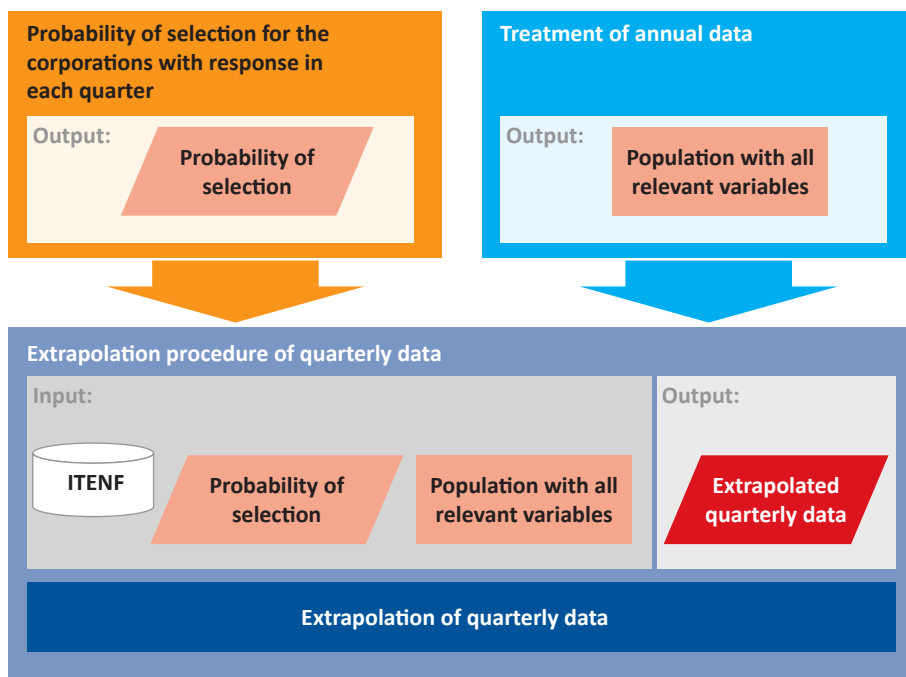 Probability of selection for the
corporations with response in
each quarter
Output:
Probability of
selection
Treatment of annual data
Output:
Population with all
relevant variables
Extrapolation procedure of quarterly data
Input:
ITENF
Probability of
selection
Population with all
relevant variables
Output:
Extrapolated
quarterly data
Extrapolation of quarterly data